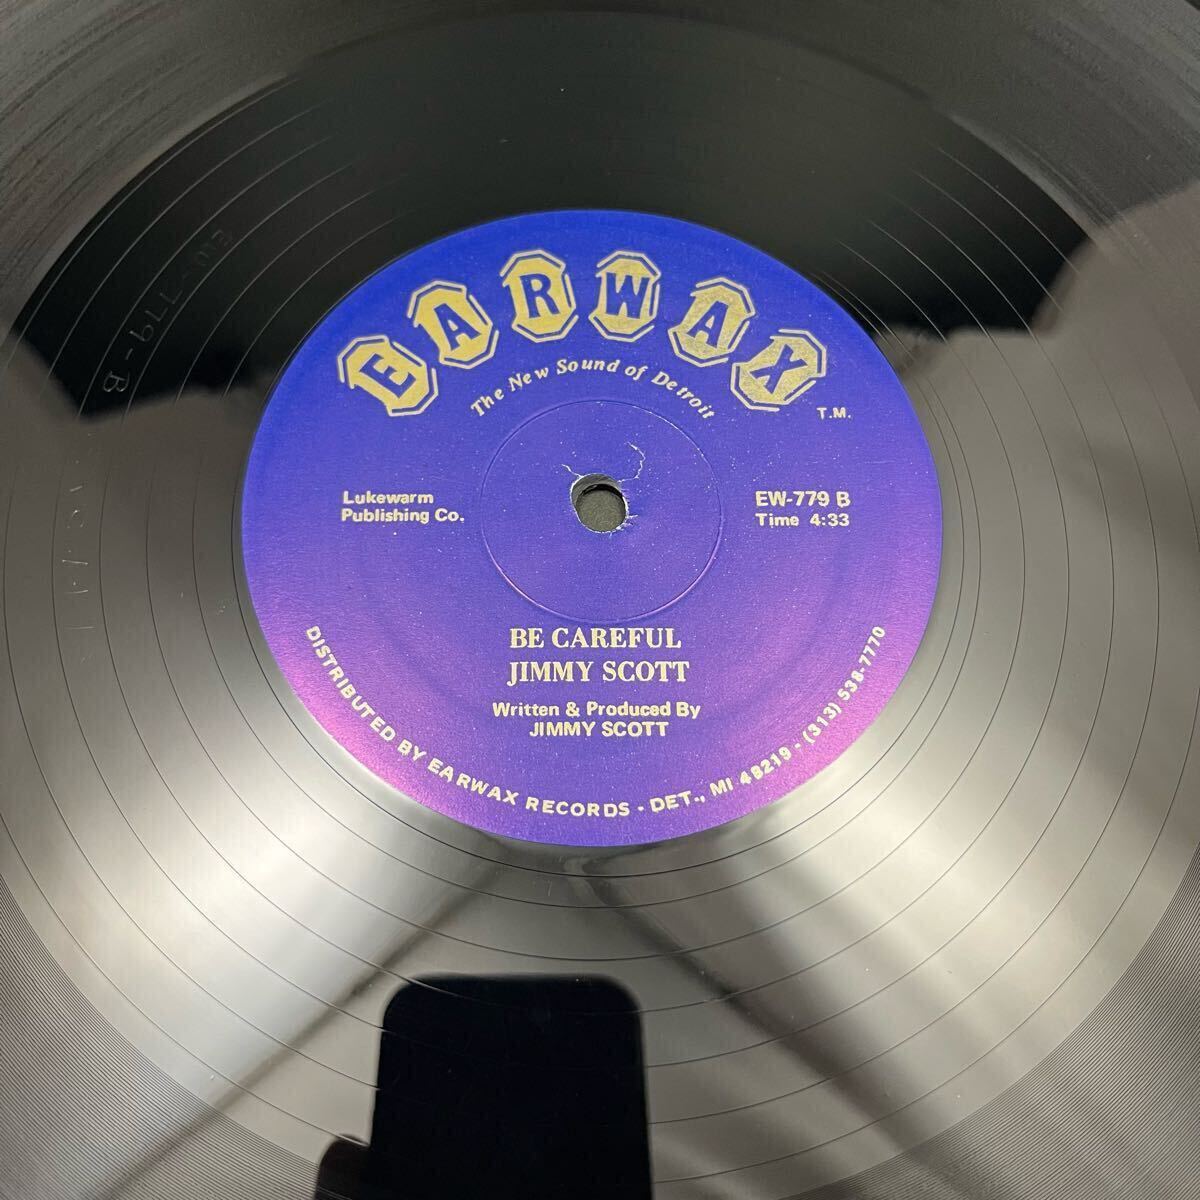 EARWAX
T.M.
The New Sound of Detroit
Lukewarm
Publishing Co.
EW-779 B
Time 4:33
BE CAREFUL
JIMMY SCOTT
Written & Produced By
JIMMY SCOTT
DISTRIBUTED BY EARWAX RECORDS - DET., MI 48219 - (313) 538-7770